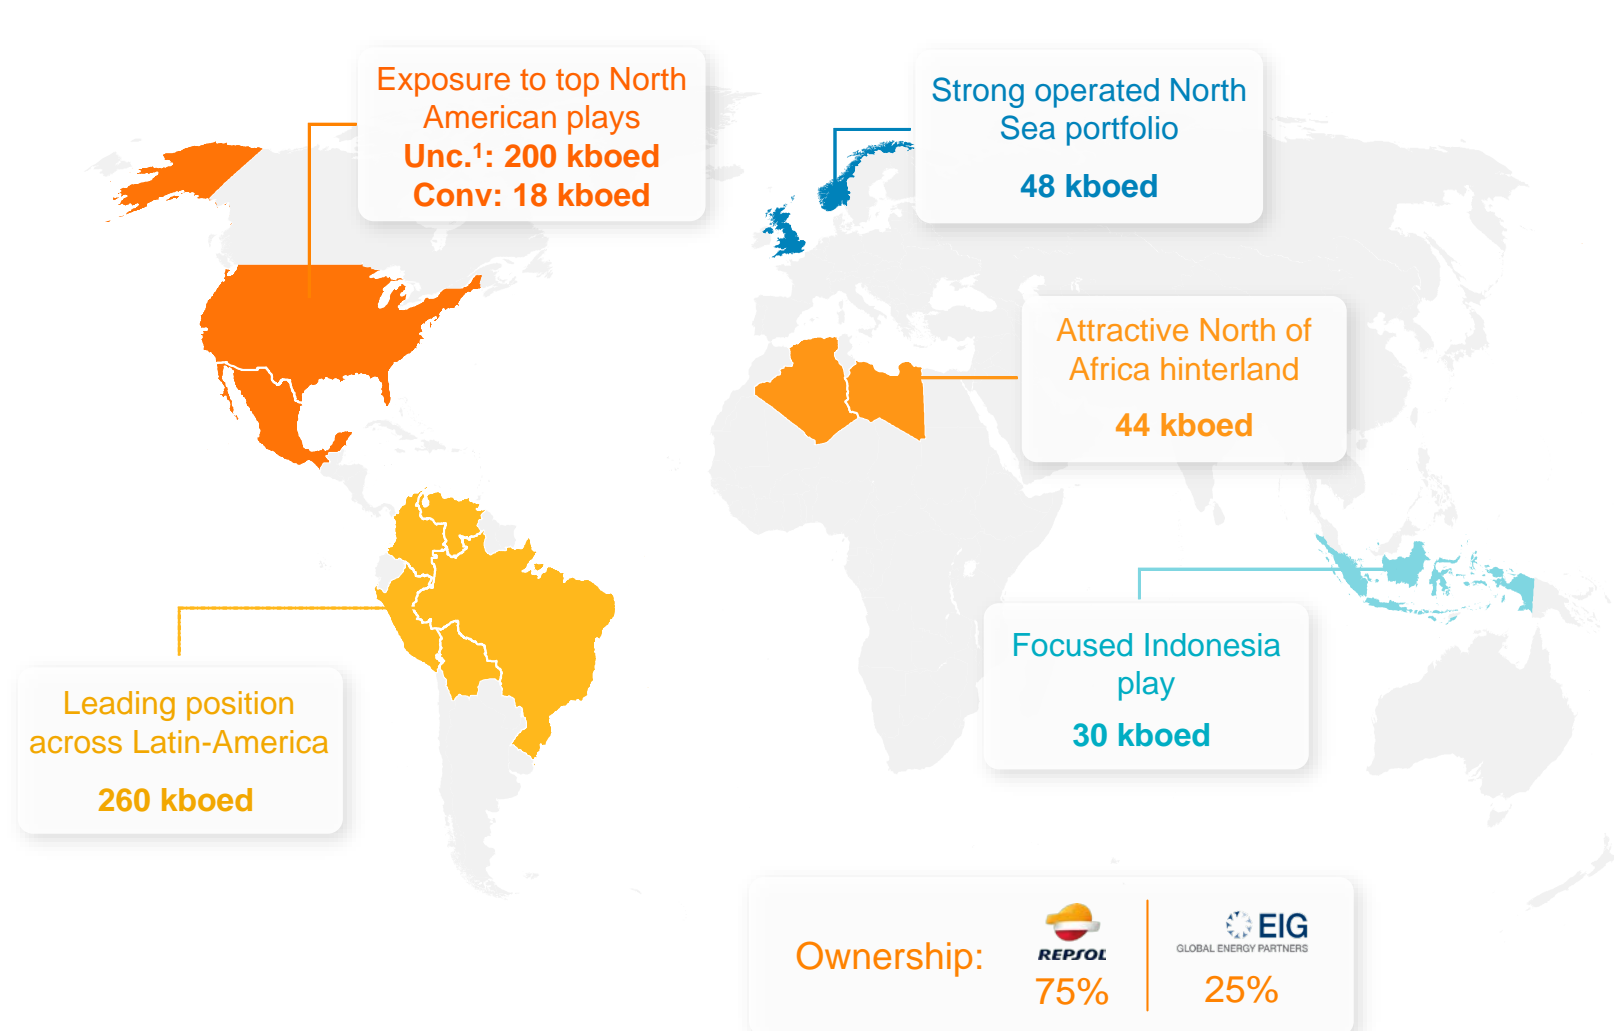 Exposure to top North
American plays
Unc.¹: 200 kboed
Conv: 18 kboed
Strong operated North
Sea portfolio
48 kboed
Attractive North of
Africa hinterland
44 kboed
Focused Indonesia
play
30 kboed
Leading position
across Latin-America
260 kboed
Ownership:
REPSOL
75%
EIG
GLOBAL ENERGY PARTNERS
25%